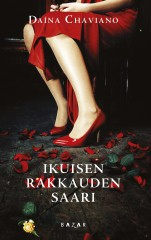 DAÍNA CHAVIANO
IKUISEN
RAKKAUDEN
SAARI
BAZAR